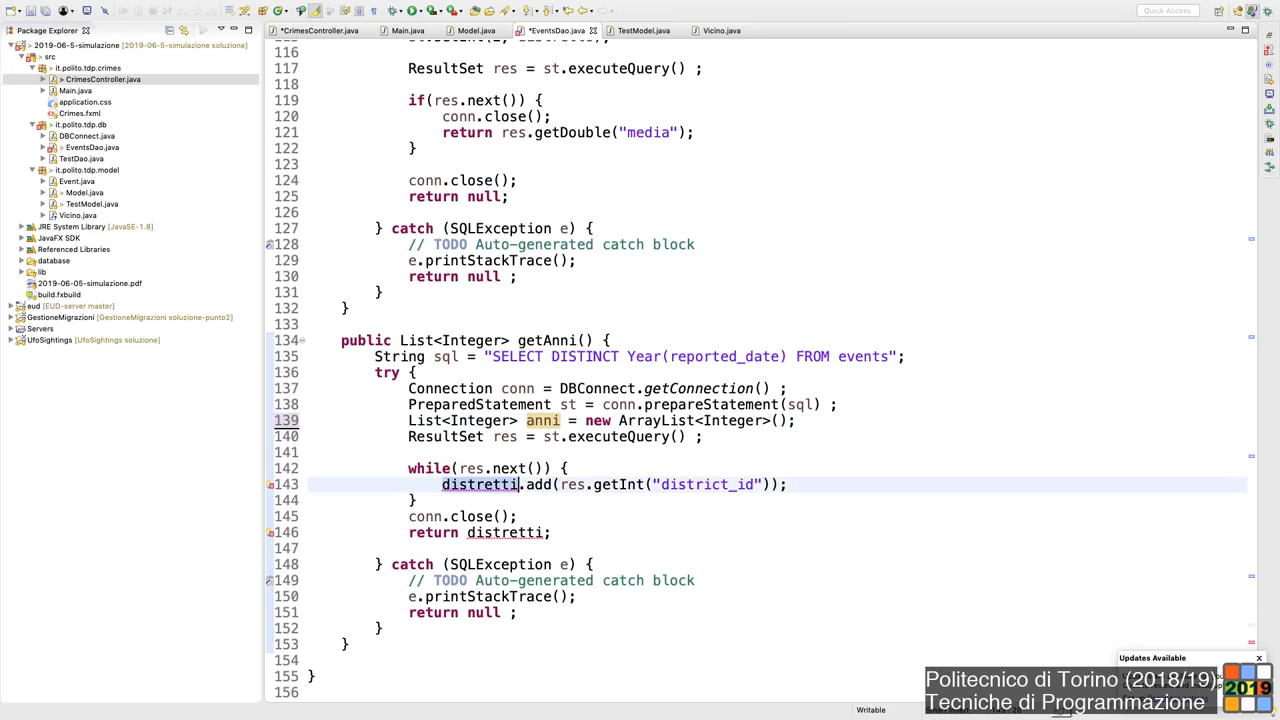 Quick Access
Package Explorer
*CrimesController.java
Main.java
Model.java
*EventsDao.java
TestModel.java
Vicino.java
> 2019-06-5-simulazione [2019-06-5-simulazione soluzione]
> src
> it.polito.tdp.crimes
> CrimesController.java
Main.java
application.css
Crimes.fxml
> it.polito.tdp.db
DBConnect.java
> EventsDao.java
TestDao.java
> it.polito.tdp.model
Event.java
> Model.java
> TestModel.java
Vicino.java
JRE System Library [JavaSE-1.8]
JavaFX SDK
Referenced Libraries
database
lib
2019-06-05-simulazione.pdf
build.fxbuild
eud [EUD-server master]
GestioneMigrazioni [GestioneMigrazioni soluzione-punto2]
Servers
UfoSightings [UfoSightings soluzione]
116
117 ResultSet res = st.executeQuery() ;
118
119 if(res.next()) {
120 conn.close();
121 return res.getDouble("media");
122 }
123
124 conn.close();
125 return null;
126
127 } catch (SQLException e) {
128 // TODO Auto-generated catch block
129 e.printStackTrace();
130 return null ;
131 }
132 }
133
134 public List<Integer> getAnni() {
135 String sql = "SELECT DISTINCT Year(reported_date) FROM events";
136 try {
137 Connection conn = DBConnect.getConnection() ;
138 PreparedStatement st = conn.prepareStatement(sql) ;
139 List<Integer> anni = new ArrayList<Integer>();
140 ResultSet res = st.executeQuery() ;
141
142 while(res.next()) {
143 distretti.add(res.getInt("district_id"));
144 }
145 conn.close();
146 return distretti;
147
148 } catch (SQLException e) {
149 // TODO Auto-generated catch block
150 e.printStackTrace();
151 return null ;
152 }
153 }
154
155 }
156
Updates Available
Politecnico di Torino (2018/19)
Tecniche di Programmazione
2019
Writable